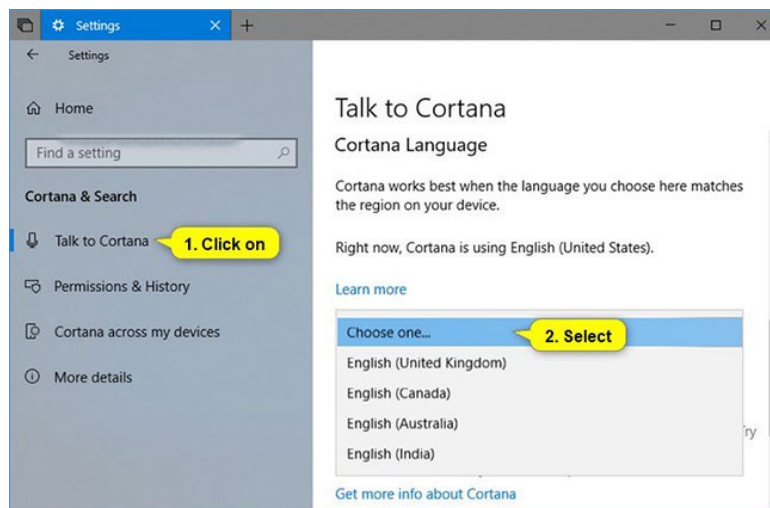 Settings
Settings
Home
Find a setting
Cortana & Search
Talk to Cortana
1. Click on
Permissions & History
Cortana across my devices
More details
Talk to Cortana
Cortana Language
Cortana works best when the language you choose here matches
the region on your device.
Right now, Cortana is using English (United States).
Learn more
Choose one...
2. Select
English (United Kingdom)
English (Canada)
English (Australia)
English (India)
Get more info about Cortana